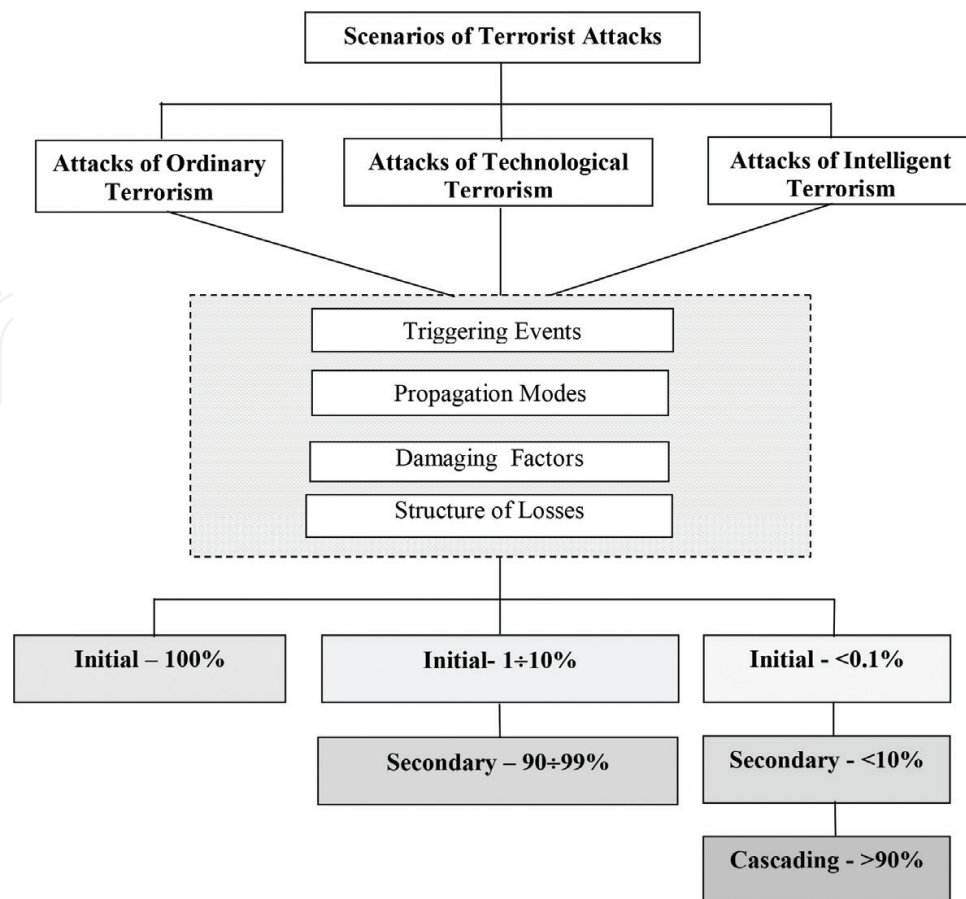 Scenarios of Terrorist Attacks
Attacks of Ordinary
Terrorism
Attacks of Technological
Terrorism
Attacks of Intelligent
Terrorism
Triggering Events
Propagation Modes
Damaging Factors
Structure of Losses
Initial – 100%
Initial- 1÷10%
Initial - <0.1%
Secondary – 90÷99%
Secondary - <10%
Cascading - >90%